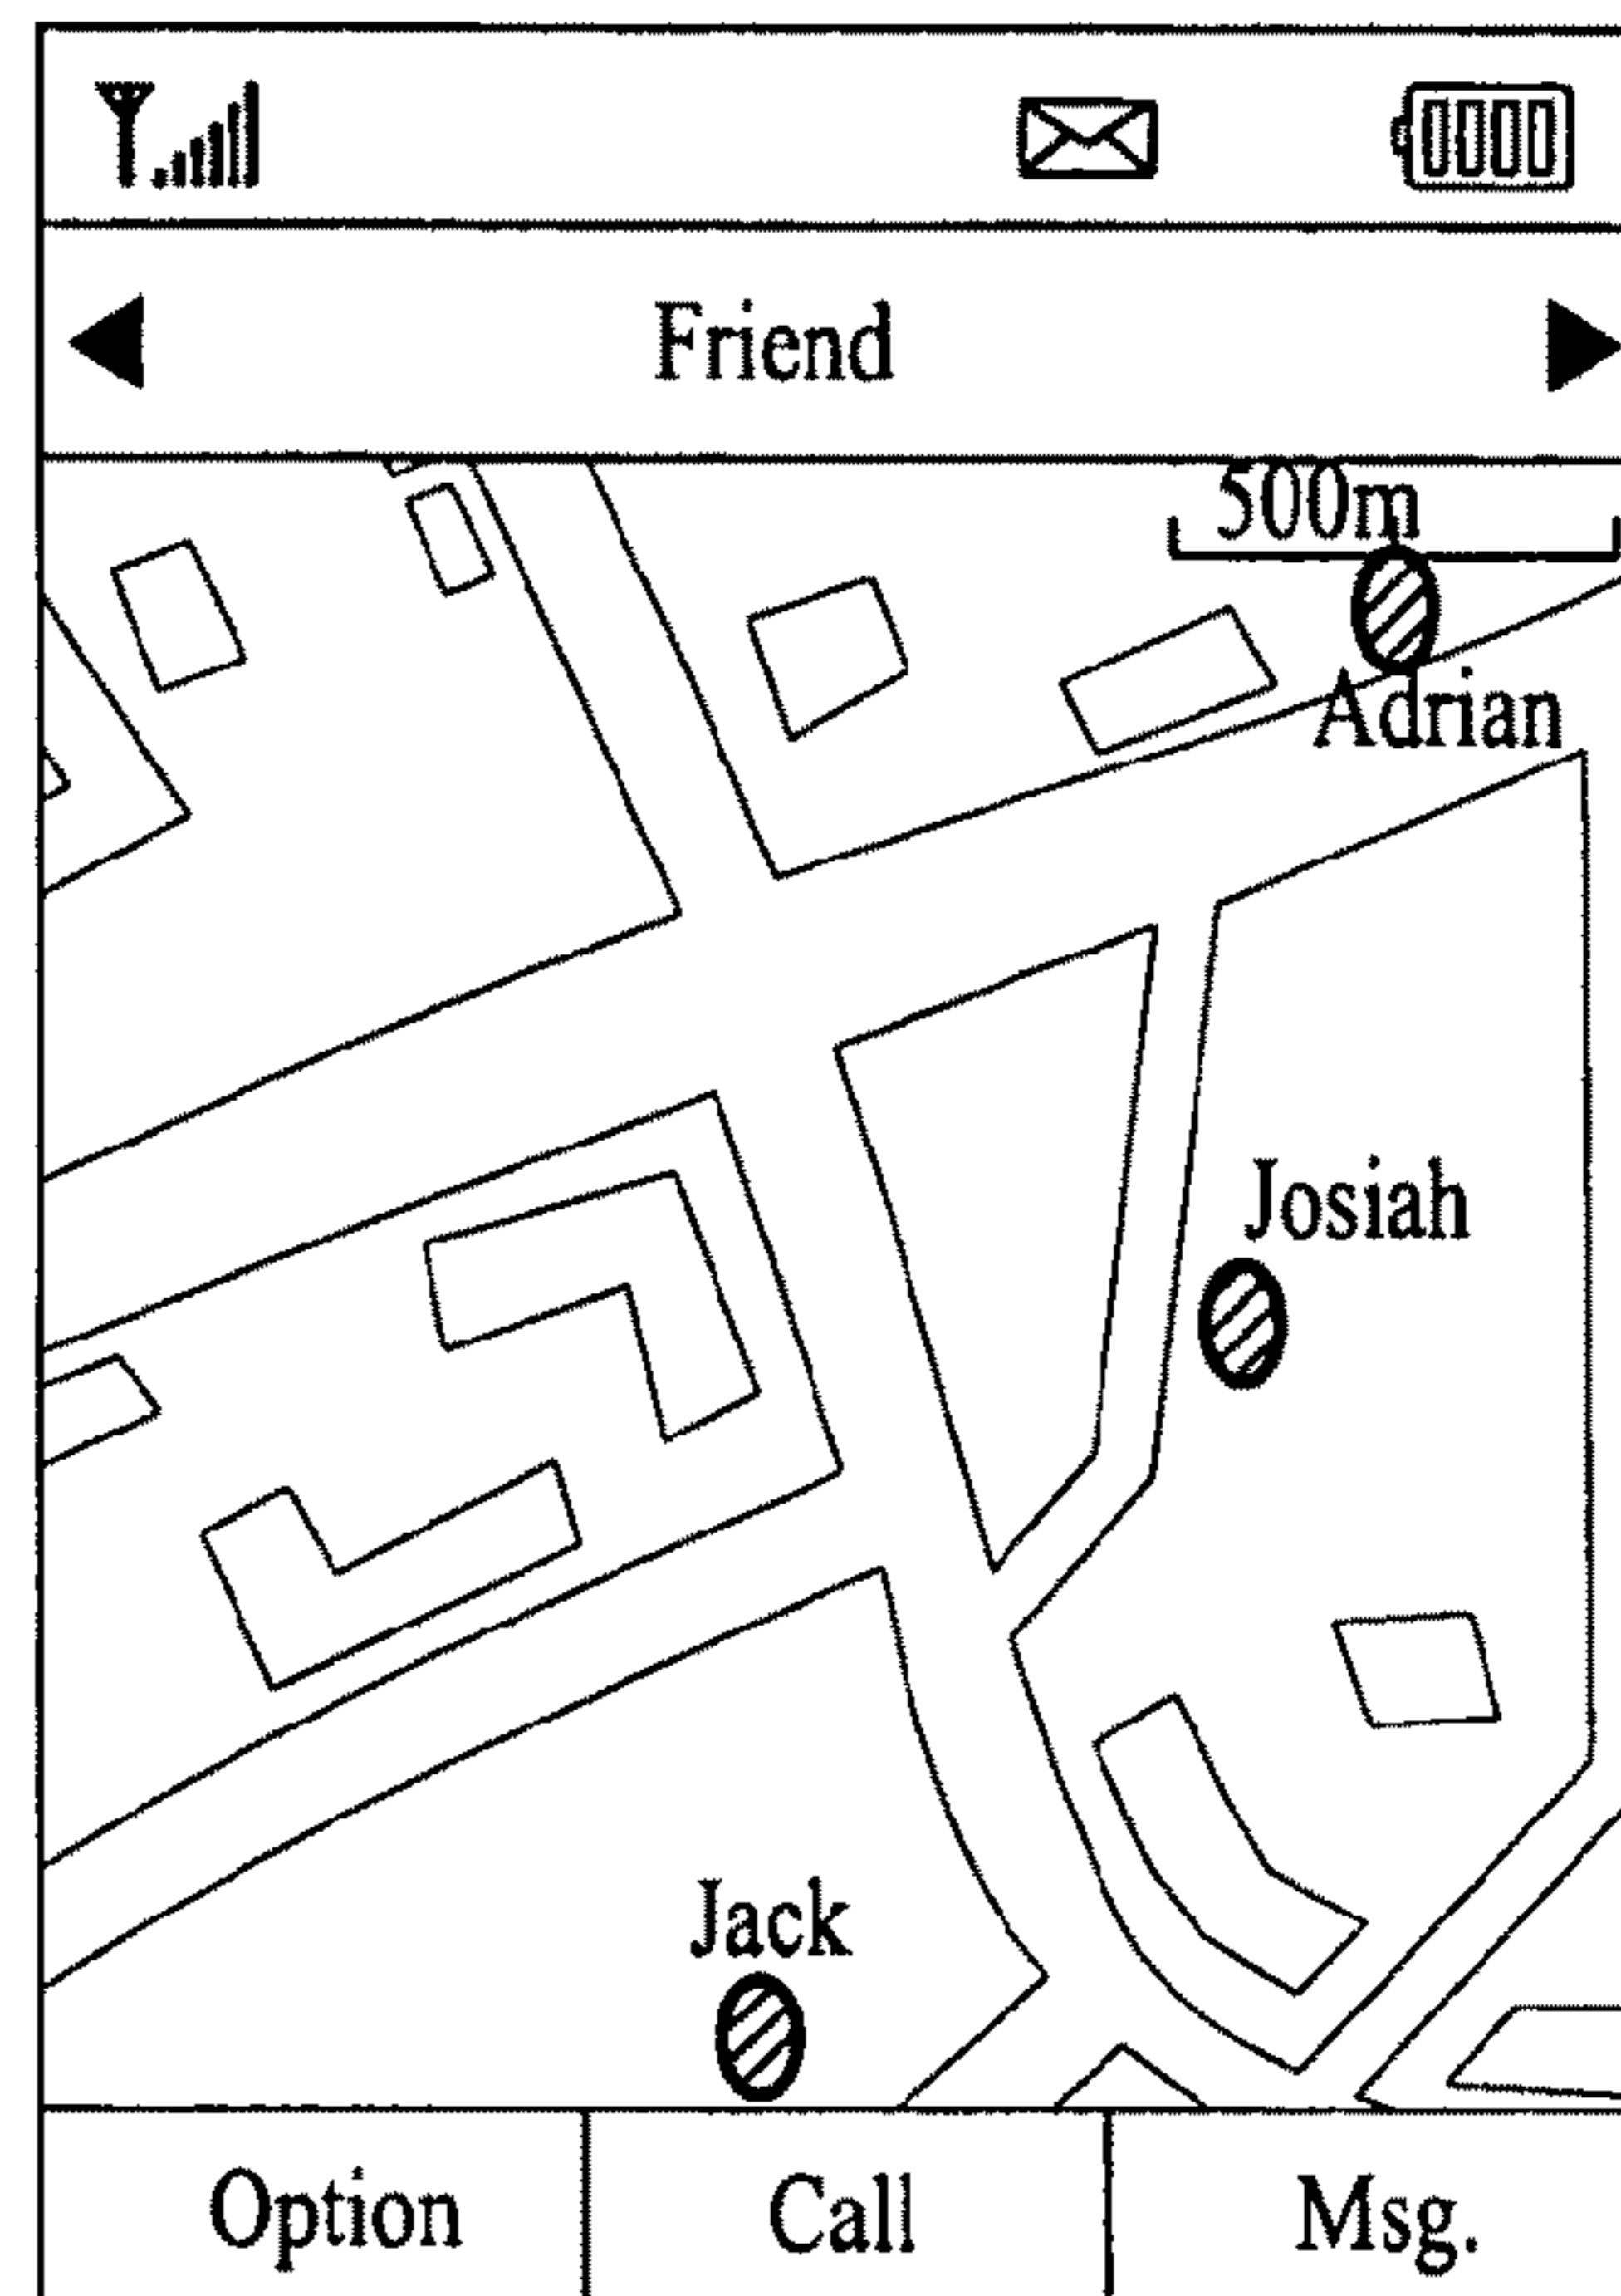 Friend
500m
Adrian
Josiah
Jack
Option
Call
Msg.